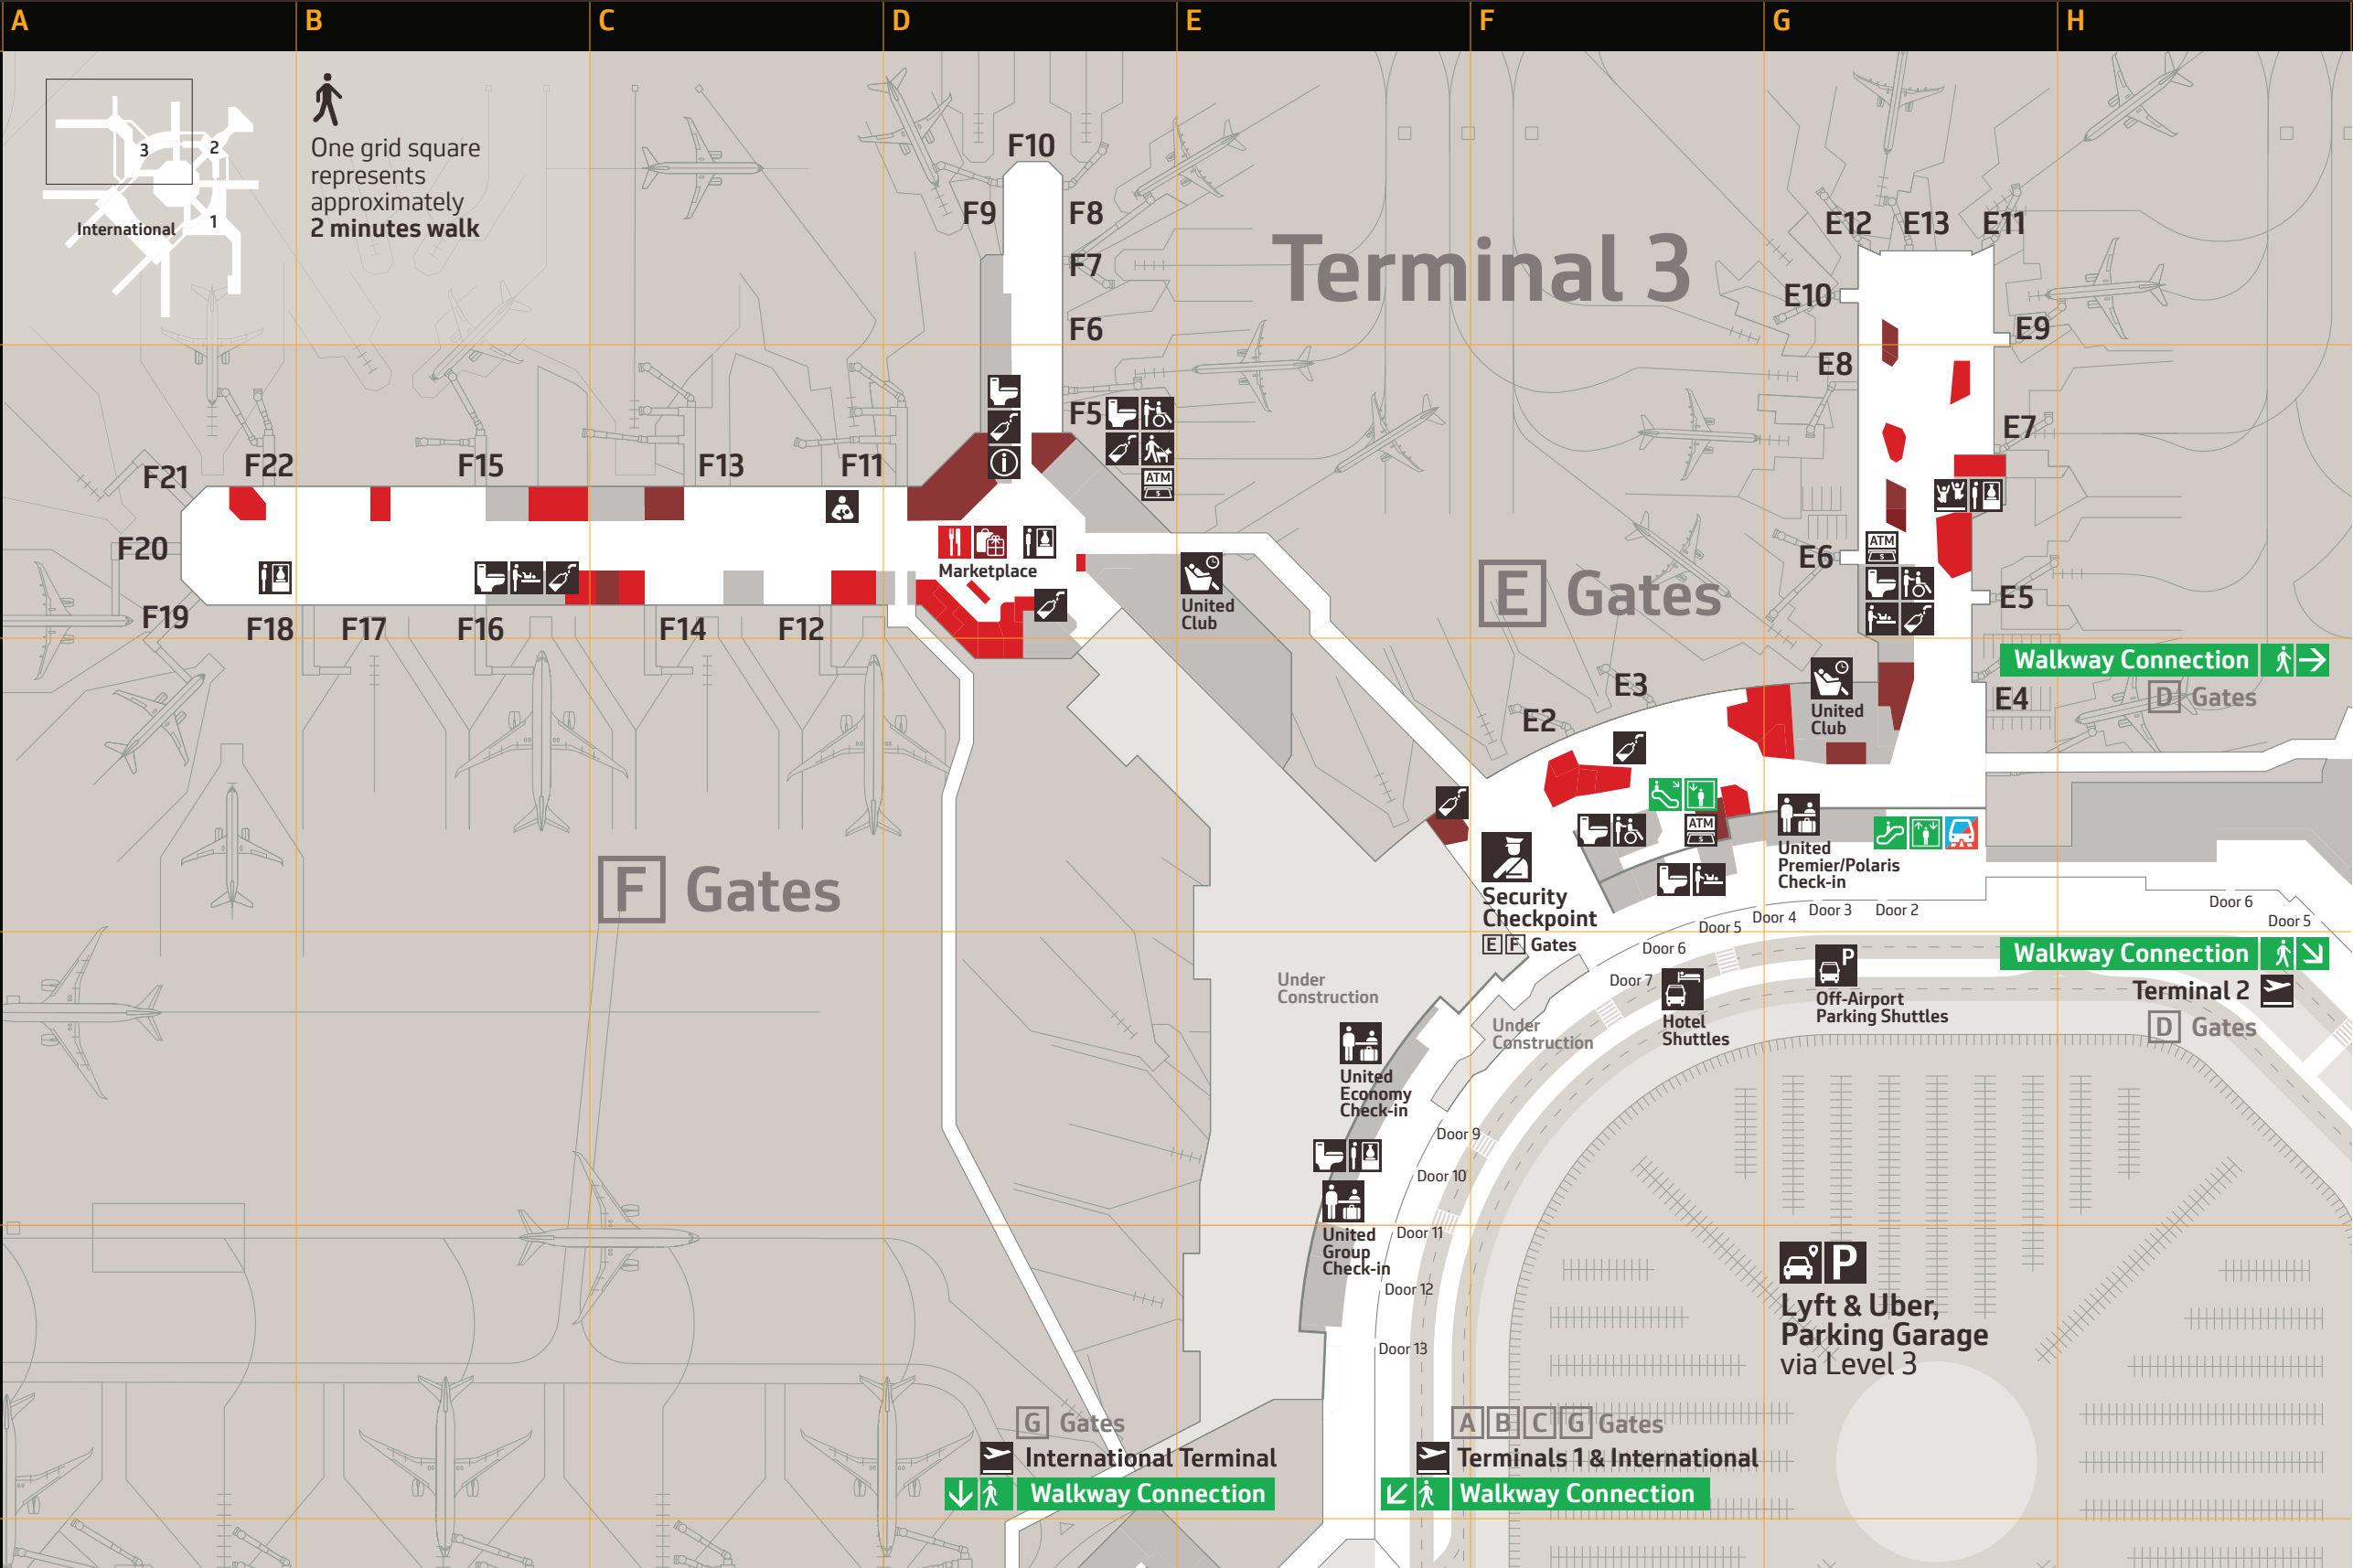 A B C D E F G H
3
2
1
International
One grid square
represents
approximately
2 minutes walk
Terminal 3
F10
F9
F8
F7
F6
F5
ATM
$
F21
F22
F15
F13
F11
F20
F19
F18
F17
F16
F14
F12
Marketplace
United
Club
E12 E13 E11
E10
E9
E8
E7
E6
ATM
$
E5
E Gates
E4
E3
E2
United
Club
Walkway Connection
D Gates
F Gates
Security
Checkpoint
E F Gates
ATM
$
United
Premier/Polaris
Check-in
Door 2
Door 3
Door 4
Door 5
Door 6
Door 7
Door 6
Door 5
Walkway Connection
Terminal 2
D Gates
P
Off-Airport
Parking Shuttles
Hotel
Shuttles
Under
Construction
Under
Construction
United
Economy
Check-in
Door 9
Door 10
United
Group
Check-in
Door 11
Door 12
Door 13
P
Lyft & Uber,
Parking Garage
via Level 3
G Gates
International Terminal
Walkway Connection
A B C G Gates
Terminals 1 & International
Walkway Connection